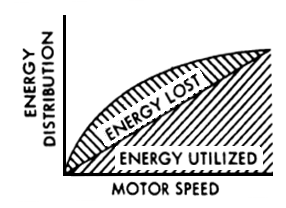 ENERGY
DISTRIBUTION
ENERGY LOST
ENERGY UTILIZED
MOTOR SPEED